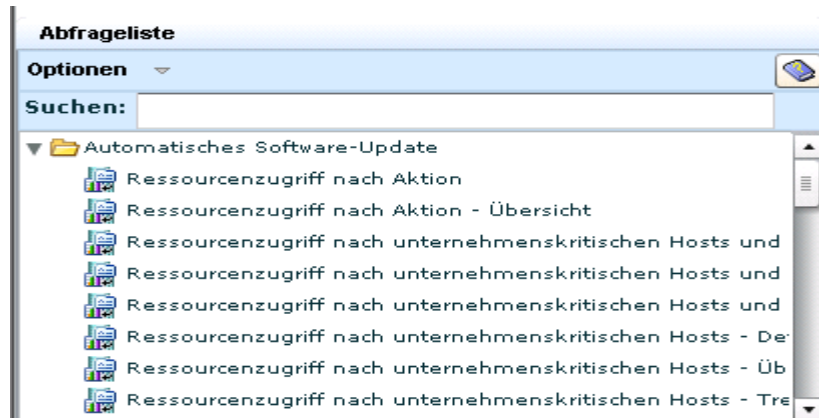 Abfrageliste
Optionen
Suchen:
Automatisches Software-Update
Ressourcenzugriff nach Aktion
Ressourcenzugriff nach Aktion - Übersicht
Ressourcenzugriff nach unternehmenskritischen Hosts und
Ressourcenzugriff nach unternehmenskritischen Hosts und
Ressourcenzugriff nach unternehmenskritischen Hosts und
Ressourcenzugriff nach unternehmenskritischen Hosts - De
Ressourcenzugriff nach unternehmenskritischen Hosts - Üb
Ressourcenzugriff nach unternehmenskritischen Hosts - Tre